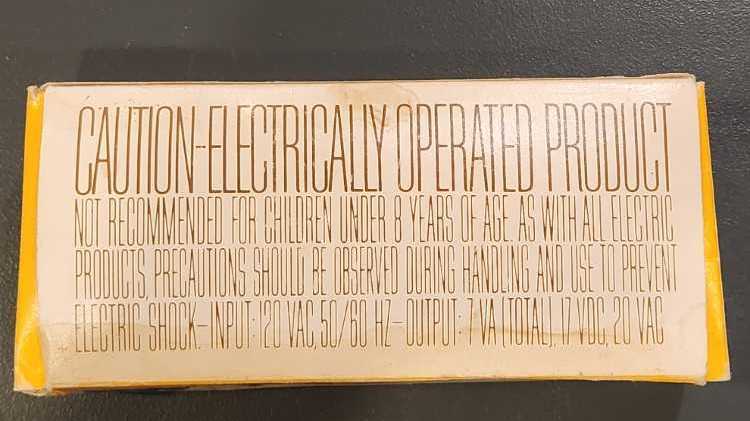 CAUTION-ELECTRICALLY OPERATED PRODUCT
NOT RECOMMENDED FOR CHILDREN UNDER 8 YEARS OF AGE. AS WITH ALL ELECTRIC
PRODUCTS, PRECAUTIONS SHOULD BE OBSERVED DURING HANDLING AND USE TO PREVENT
ELECTRIC SHOCK.-INPUT: 120 VAC, 50/60 HZ-OUTPUT: 7 VA (TOTAL), 17 VDC, 20 VAC